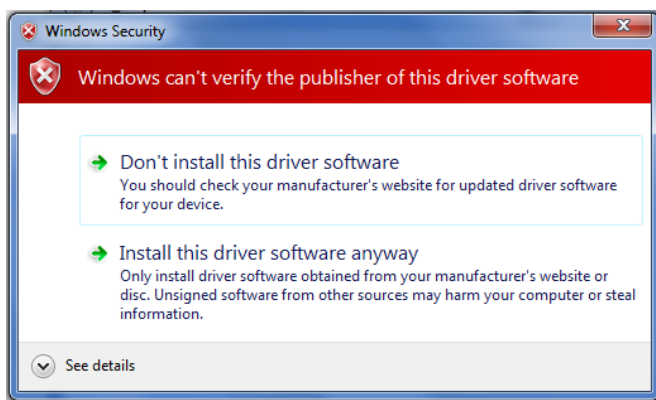 Windows Security
Windows can't verify the publisher of this driver software
Don't install this driver software
You should check your manufacturer's website for updated driver software
for your device.
Install this driver software anyway
Only install driver software obtained from your manufacturer's website or
disc. Unsigned software from other sources may harm your computer or steal
information.
See details